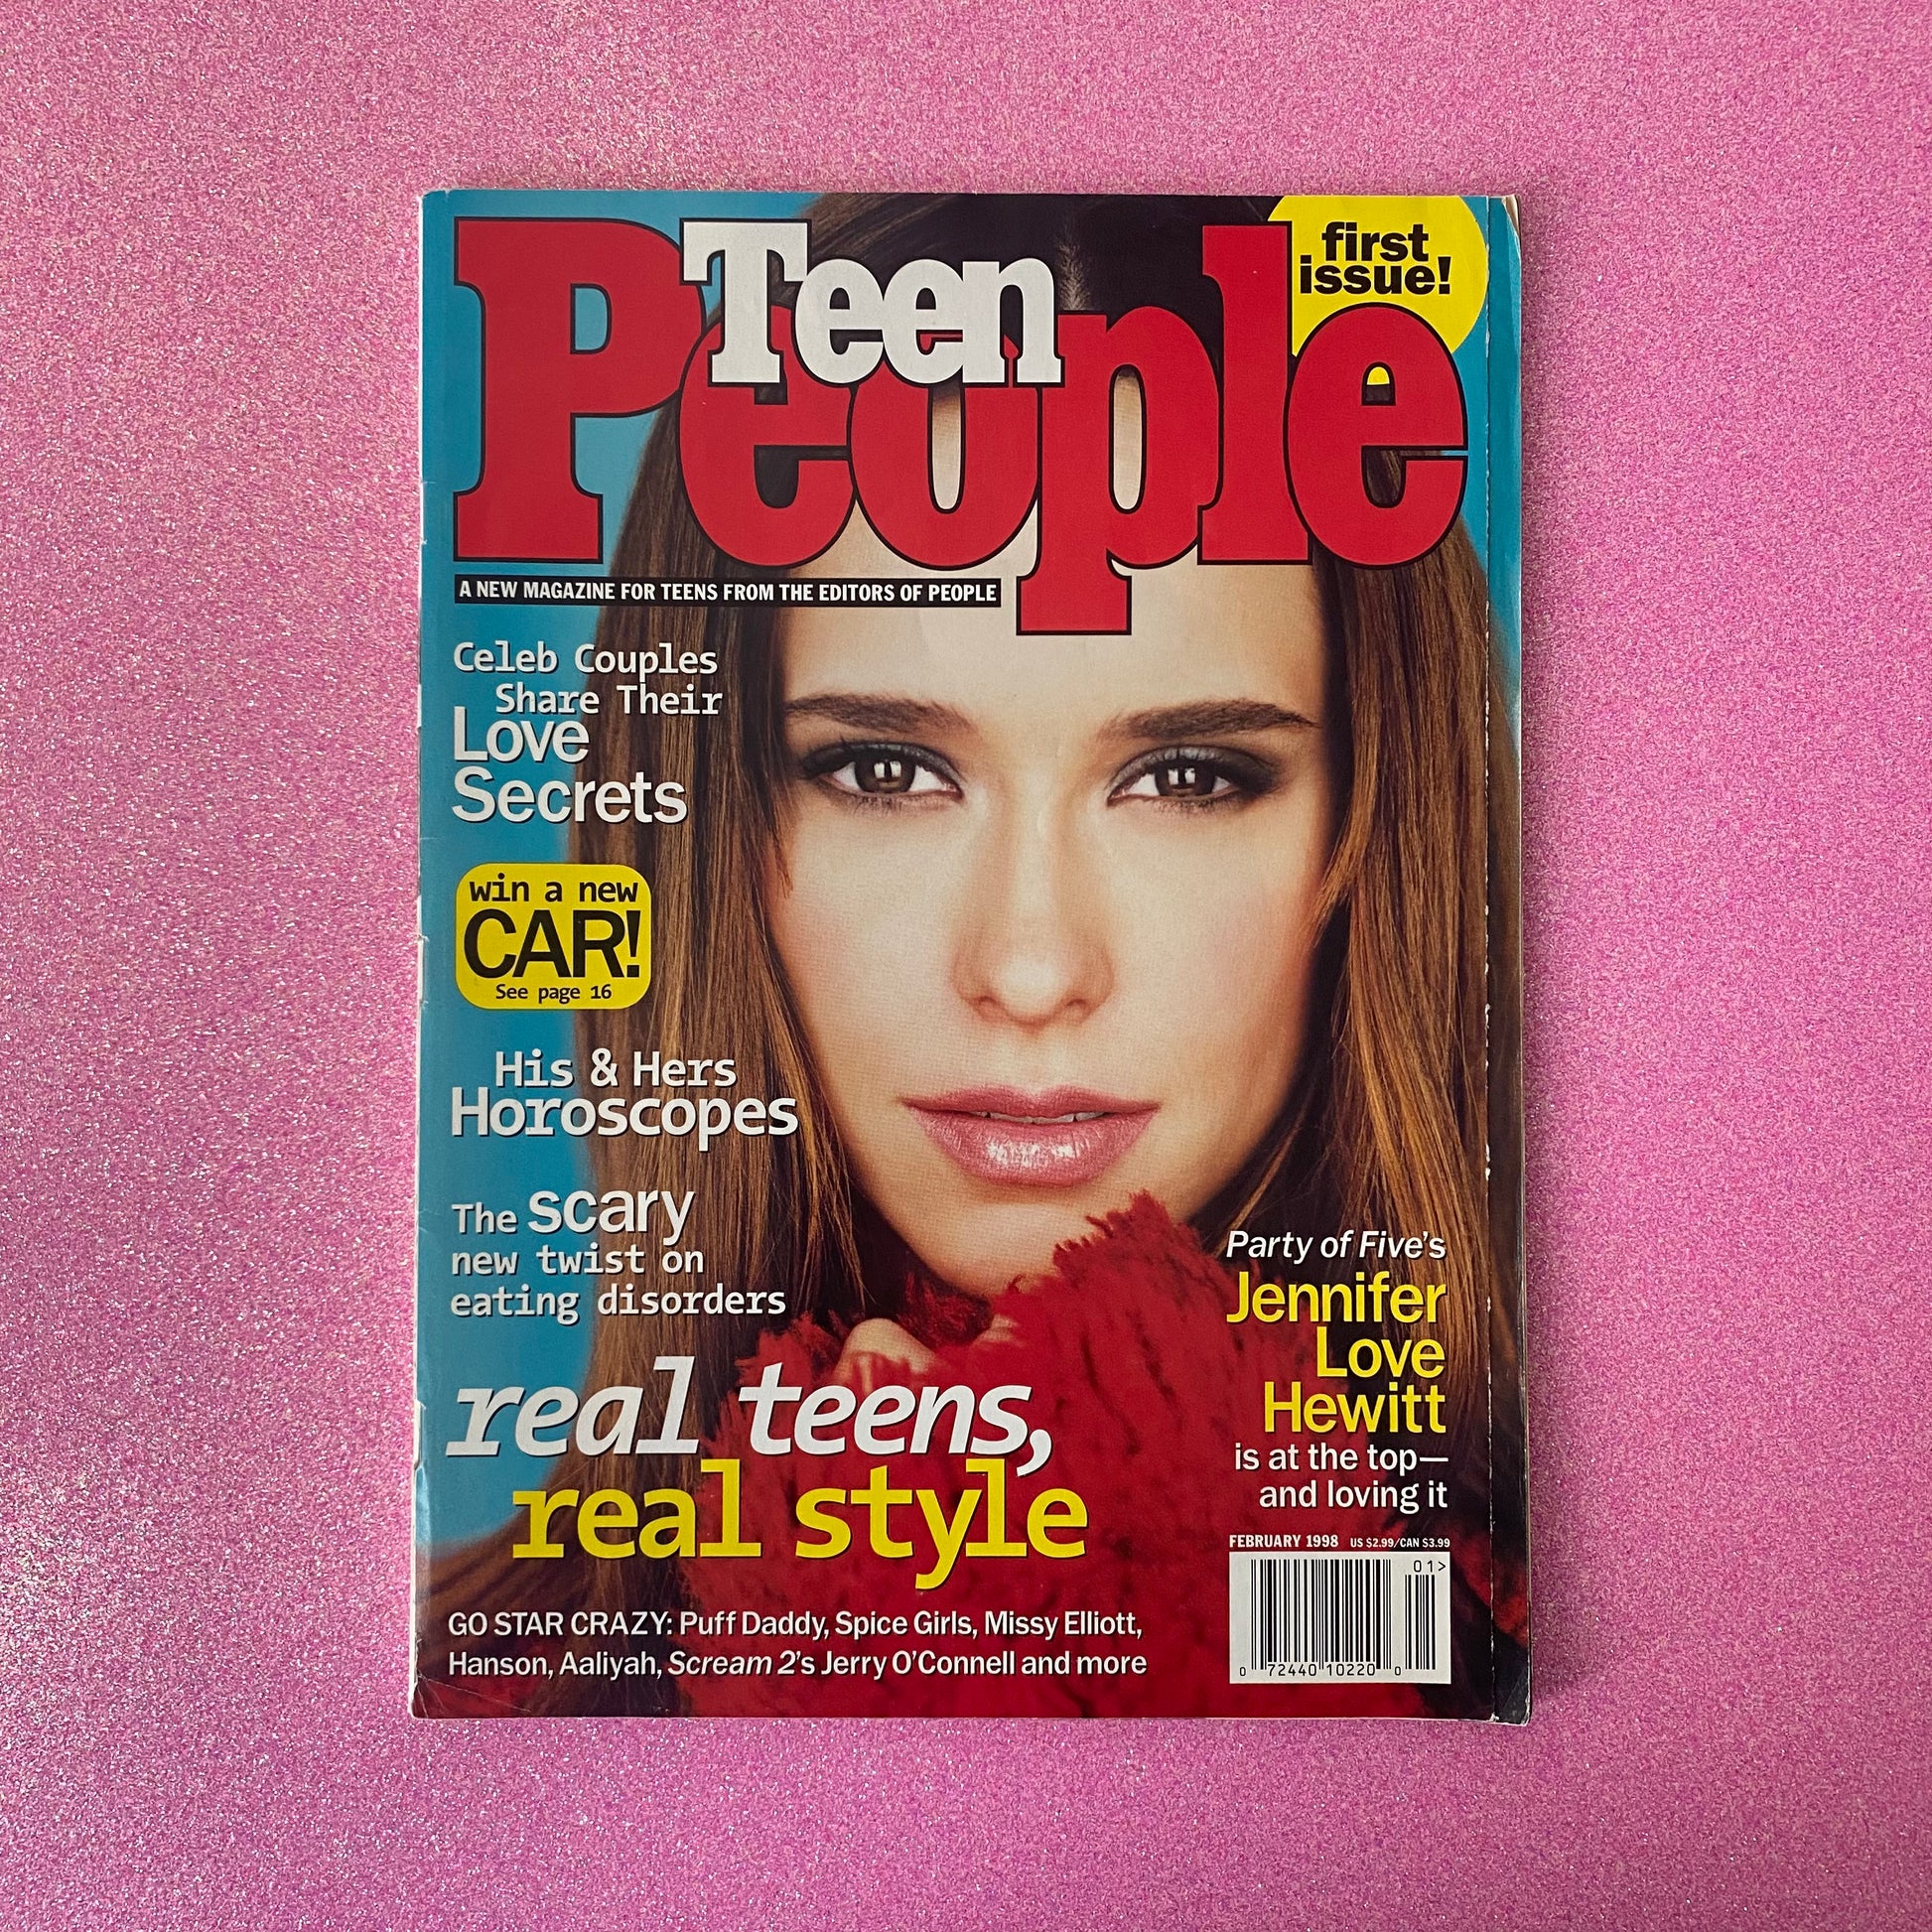 Teen
People
first
issue!
A NEW MAGAZINE FOR TEENS FROM THE EDITORS OF PEOPLE
Celeb Couples
Share Their
Love
Secrets
win a new
CAR!
See page 16
His & Hers
Horoscopes
The scary
new twist on
eating disorders
real teens,
real style
GO STAR CRAZY: Puff Daddy, Spice Girls, Missy Elliott,
Hanson, Aaliyah, Scream 2's Jerry O'Connell and more
Party of Five's
Jennifer
Love
Hewitt
is at the top—
and loving it
FEBRUARY 1998 US $2.99/CAN $3.99
01>
0 72440 10220 0